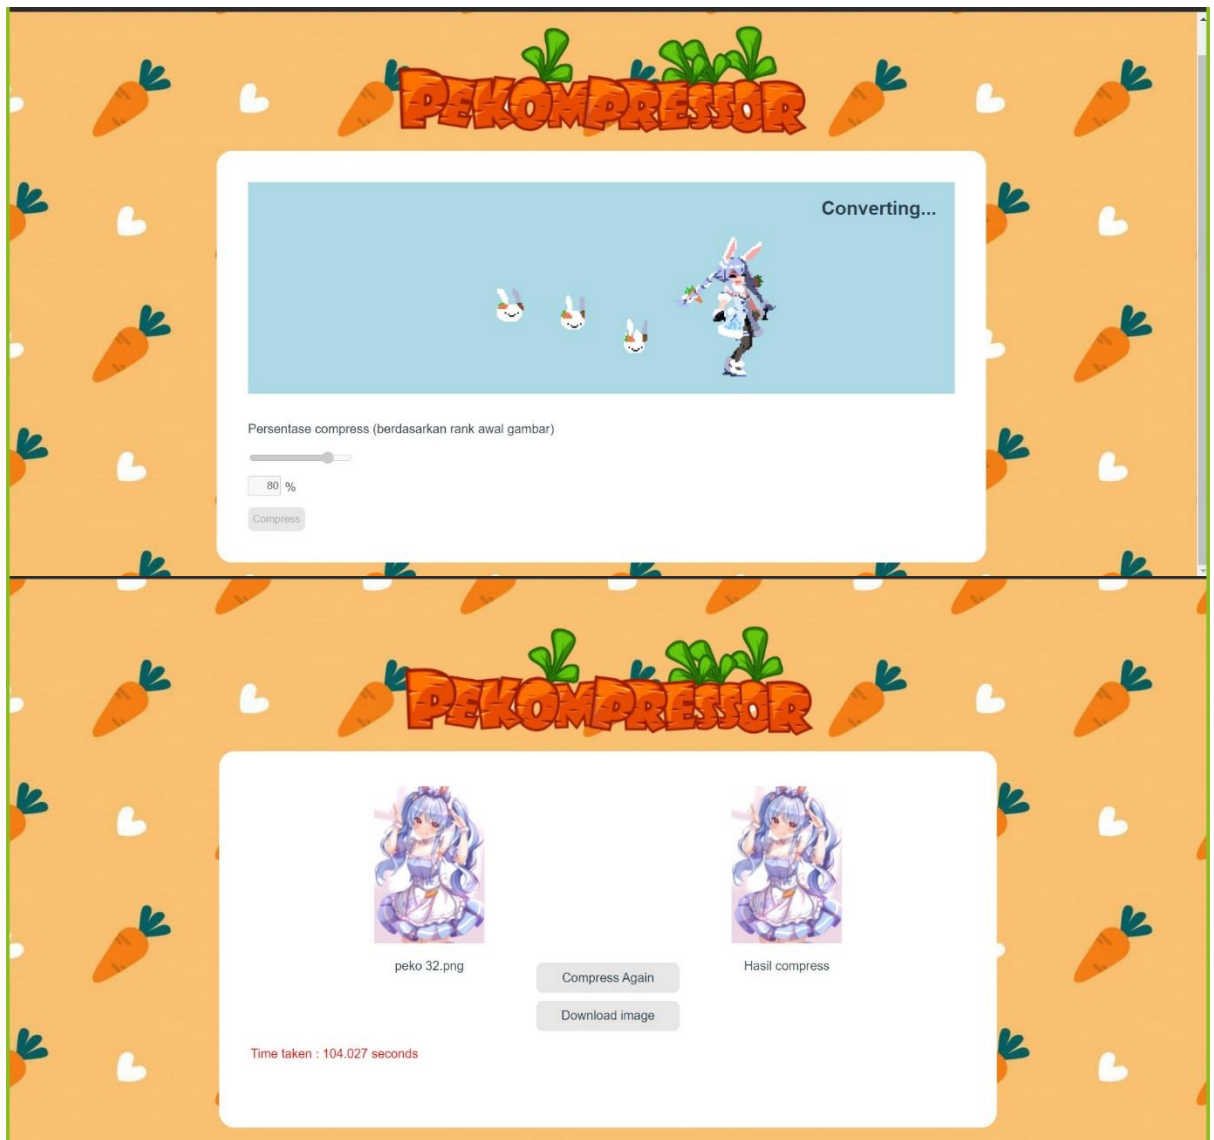 PEKOMPRESSOR
Converting...
Persentase compress (berdasarkan rank awal gambar)
80 %
Compress
PEKOMPRESSOR
peko 32.png
Hasil compress
Compress Again
Download image
Time taken : 104.027 seconds